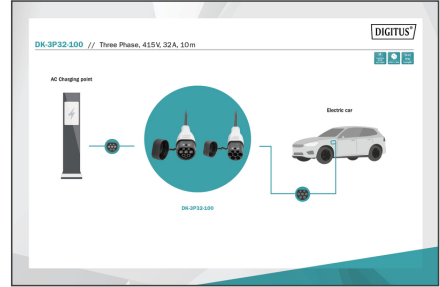 DIGITUS®
DK-3P32-100 // Three Phase, 415V, 32A, 10m
AC Charging point
Electric car
DK-3P32-100